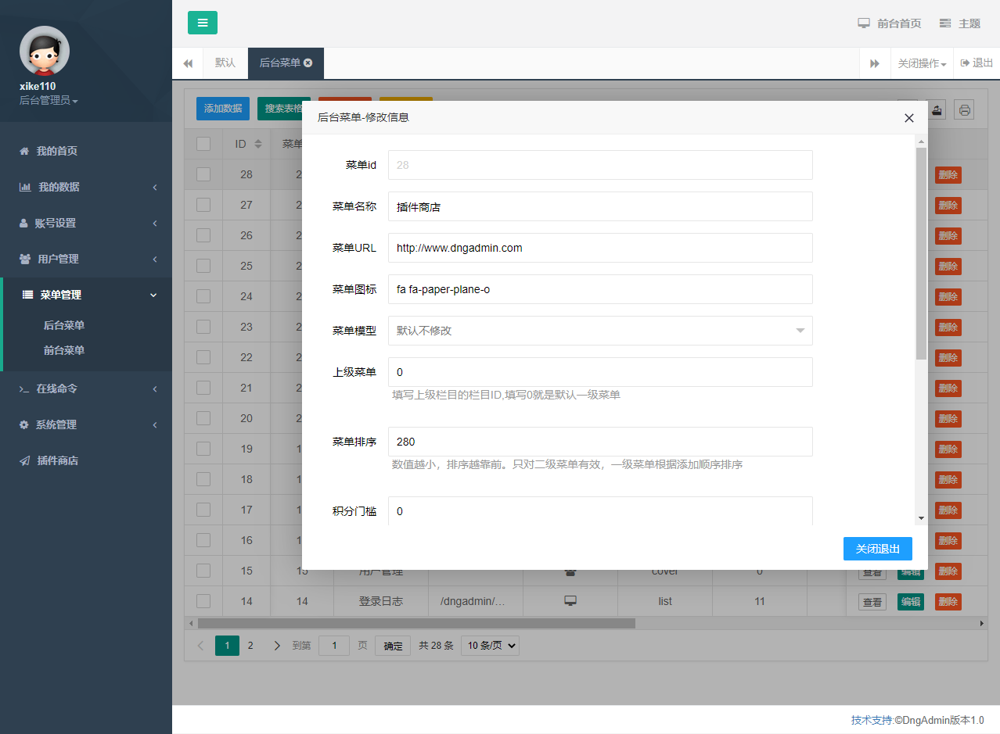 前台首页 主题
xike110
后台管理员
默认 后台菜单 关闭操作 退出
我的首页
我的数据
账号设置
用户管理
菜单管理
后台菜单
前台菜单
在线命令
系统管理
插件商店
添加数据 搜索表格
ID 菜单
28 2 删除
27 2 删除
26 2 删除
25 2 删除
24 2 删除
23 2 删除
22 2 删除
21 2 删除
20 2 删除
19 1 删除
18 1 删除
17 1 删除
16 1 删除
15 15 用户管理 cover 0 查看 编辑 删除
14 14 登录日志 /dngadmin/… list 11 查看 编辑 删除
后台菜单-修改信息
菜单id 28
菜单名称 插件商店
菜单URL http://www.dngadmin.com
菜单图标 fa fa-paper-plane-o
菜单模型 默认不修改
上级菜单 0
填写上级栏目的栏目ID,填写0就是默认一级菜单
菜单排序 280
数值越小，排序越靠前。只对二级菜单有效，一级菜单根据添加顺序排序
积分门槛 0
关闭退出
1 2 到第 1 页 确定 共 28 条 10 条/页
技术支持:©DngAdmin版本1.0